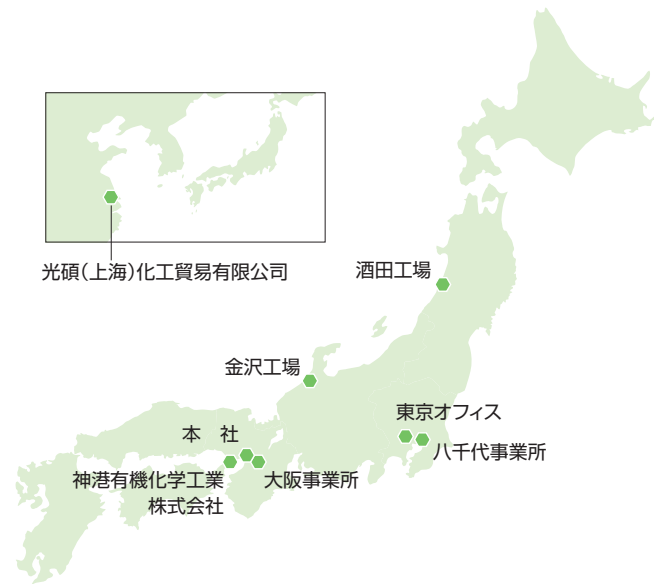 光碩(上海)化工貿易有限公司
酒田工場
金沢工場
東京オフィス
八千代事業所
本　社
大阪事業所
神港有機化学工業
株式会社